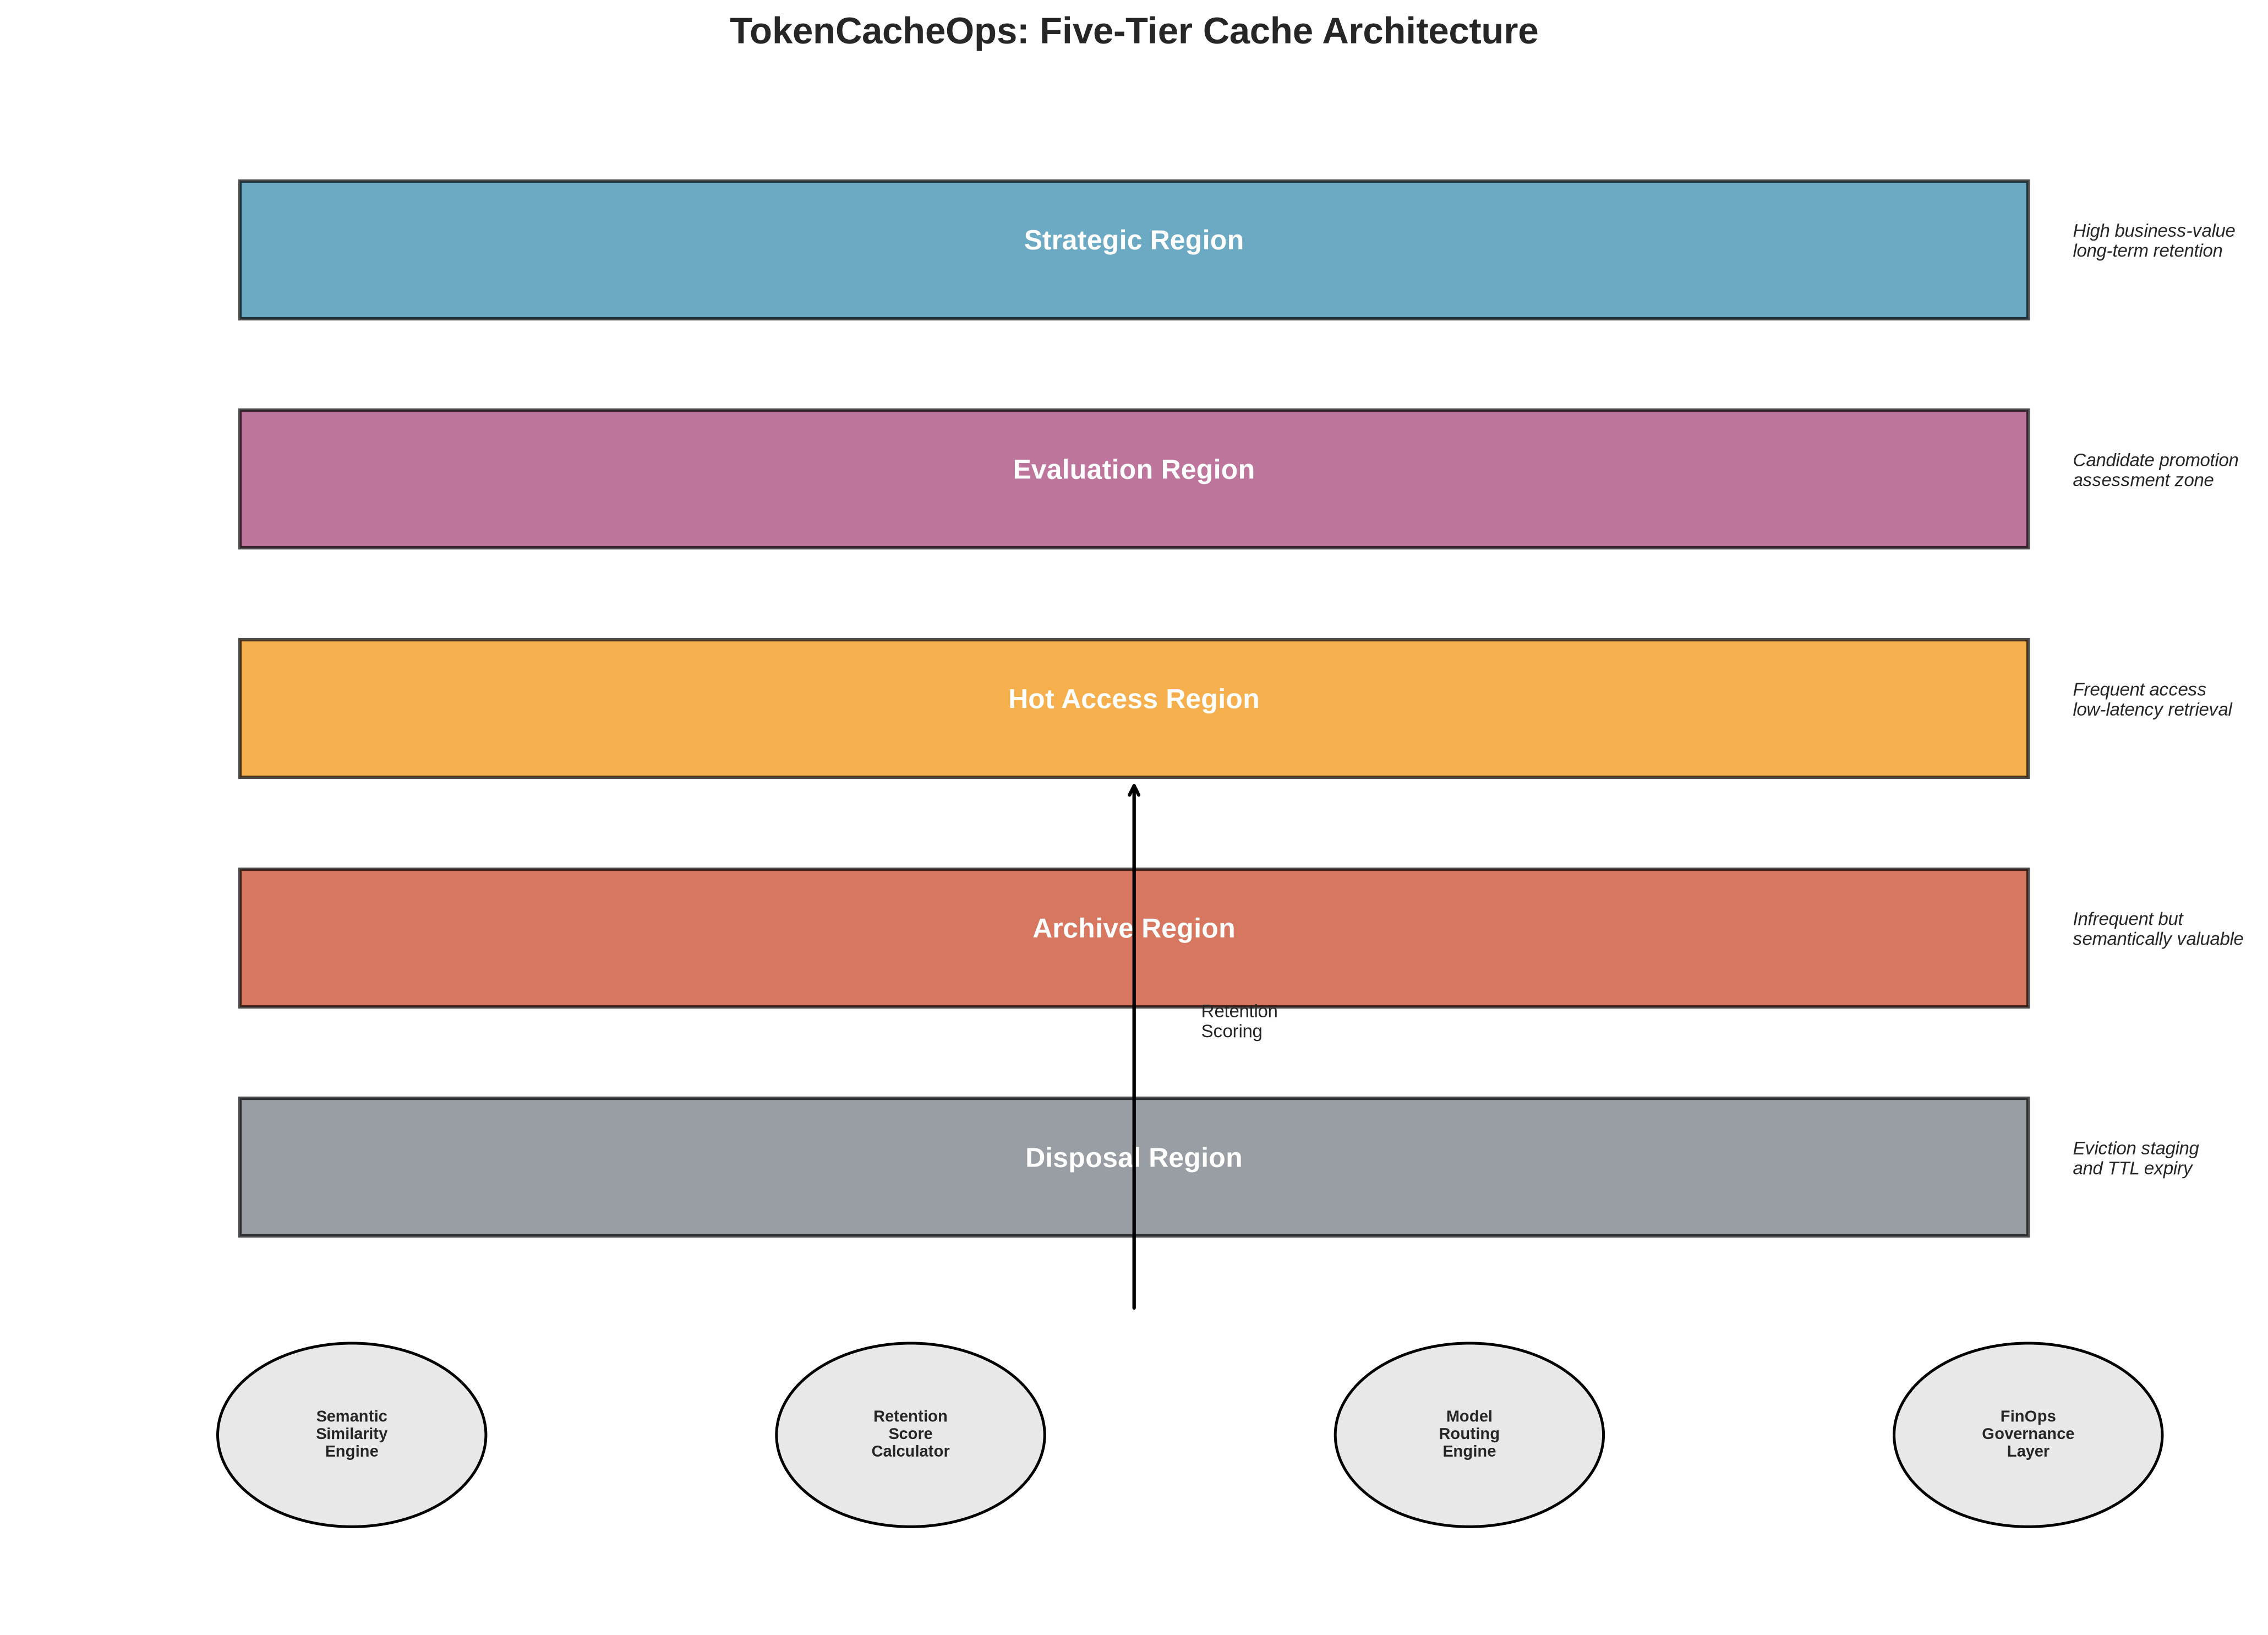 TokenCacheOps: Five-Tier Cache Architecture
Strategic Region
High business-value
long-term retention
Evaluation Region
Candidate promotion
assessment zone
Hot Access Region
Frequent access
low-latency retrieval
Archive Region
Infrequent but
semantically valuable
Retention
Scoring
Disposal Region
Eviction staging
and TTL expiry
Semantic
Similarity
Engine
Retention
Score
Calculator
Model
Routing
Engine
FinOps
Governance
Layer